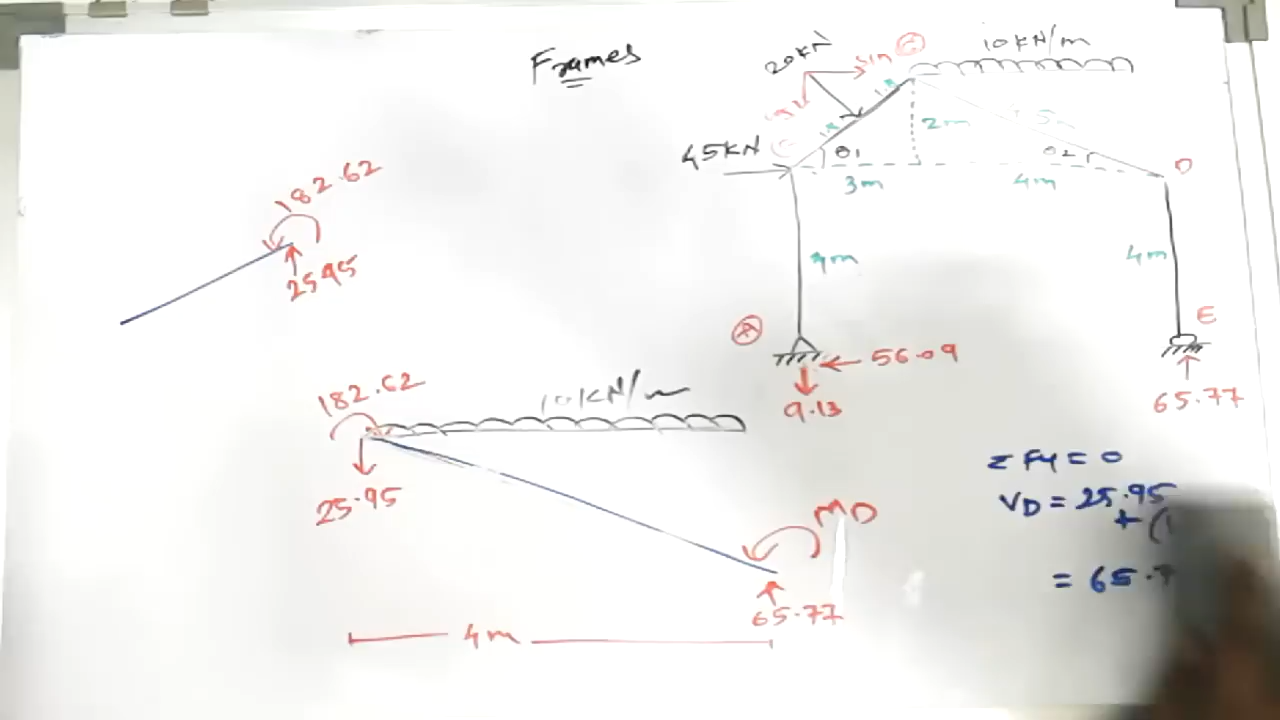 Frames
20KN
10KN/m
2m
45KN
θ1
θ2
D
3m
4m
182.62
25.95
4m
4m
A
E
56.09
9.13
65.77
182.62
10KN/m
25.95
MD
65.77
4m
ΣFy = 0
VD = 25.95
+ (
= 65.7